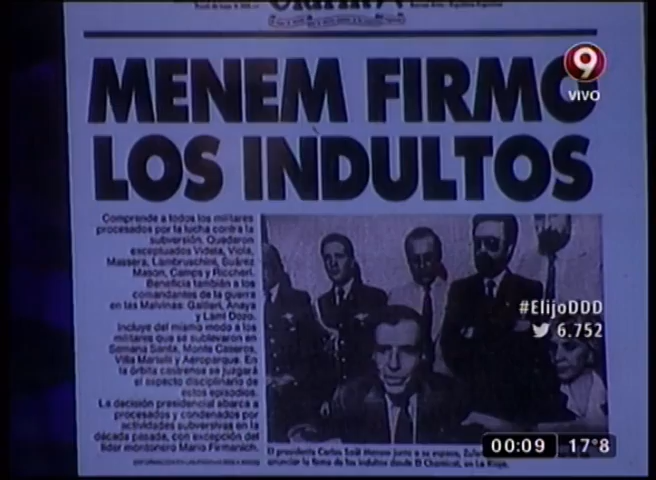 9
VIVO
MENEM FIRMO
LOS INDULTOS
Comprende a todos los militares
procesados por la lucha contra la
subversión. Quedaron
exceptuados Videla, Viola,
Massera, Lambruschini, Suárez
Mason, Camps y Riccheri.
Beneficia también a los
comandantes de la guerra
en las Malvinas: Galtieri, Anaya
y Lami Dozo.
Incluye del mismo modo a los
militares que se sublevaron en
Semana Santa, Monte Caseros,
Villa Martelli y Aeroparque. En
la órbita castrense se juzgará
el aspecto disciplinario de
estos episodios.
La decisión presidencial abarca a
procesados y condenados por
actividades subversivas en la
década pasada, con excepción del
líder montonero Mario Firmenich.
El presidente Carlos Saúl Menem junto a su esposa,
anunciar la firma de los indultos desde El Chamical, en La Rioja.
#ElijoDDD
6.752
00:09 17°8